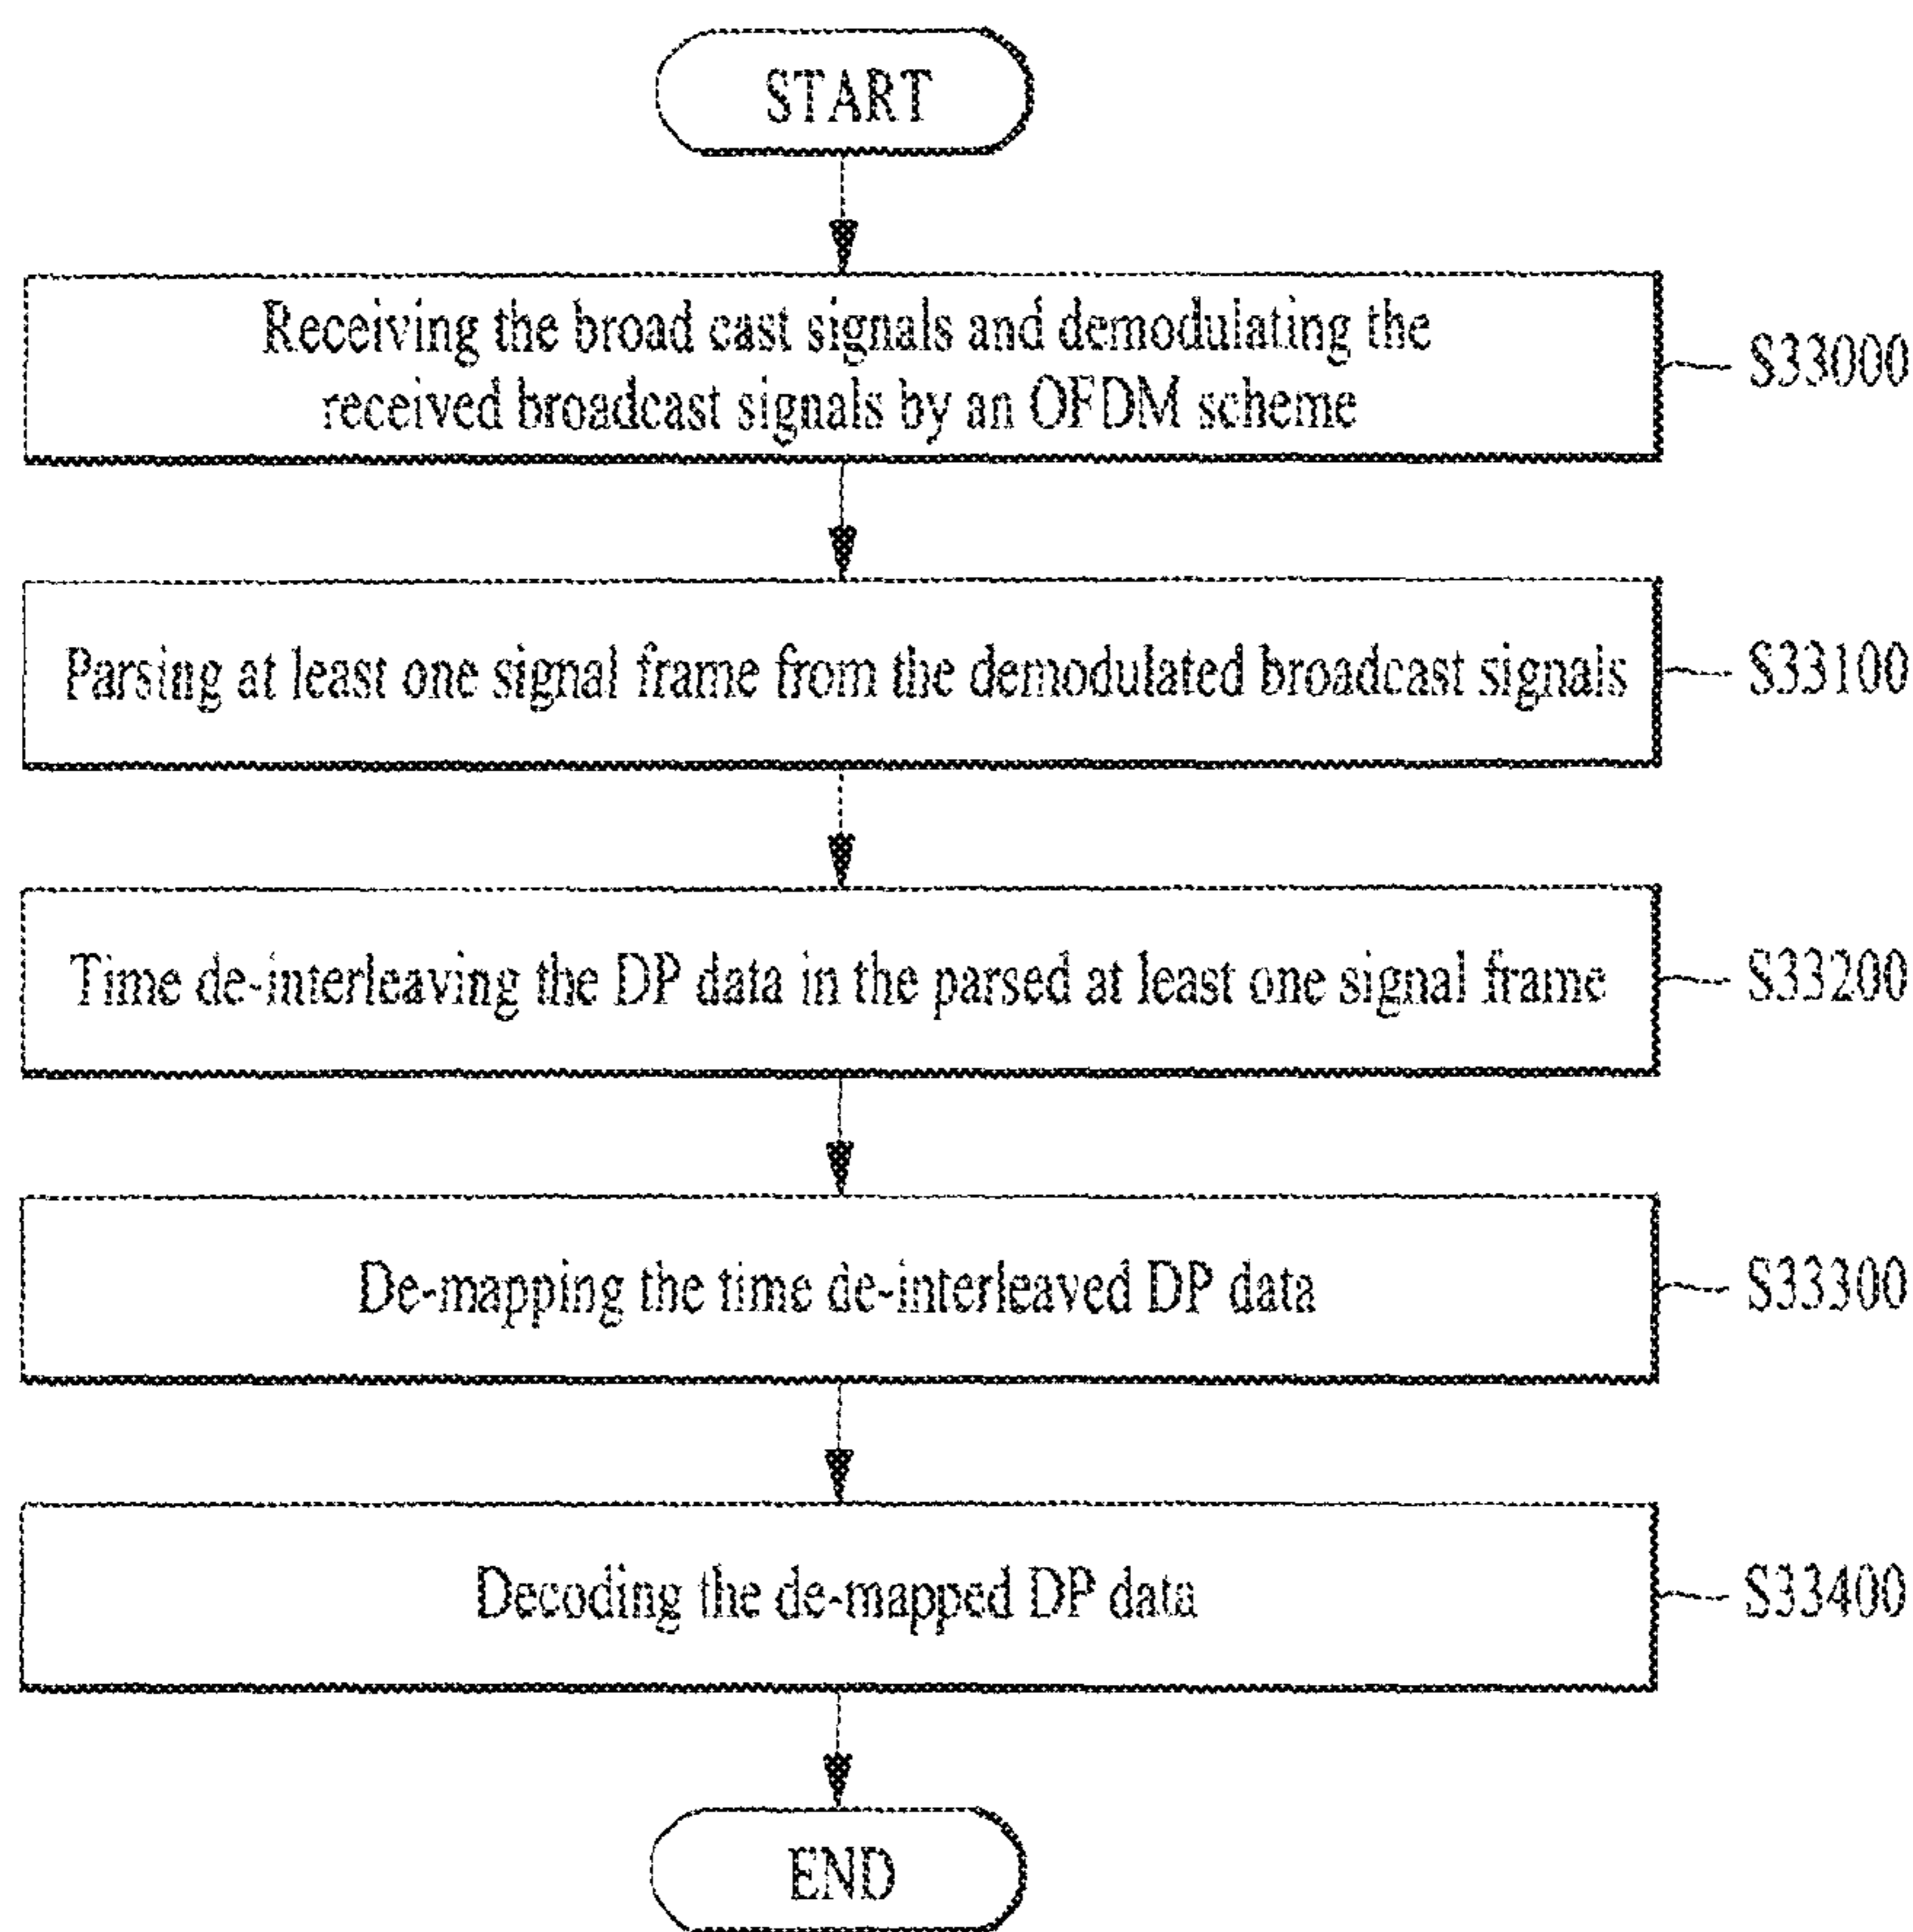 START
Receiving the broad cast signals and demodulating the
received broadcast signals by an OFDM scheme
S33000
Parsing at least one signal frame from the demodulated broadcast signals
S33100
Time de-interleaving the DP data in the parsed at least one signal frame
S33200
De-mapping the time de-interleaved DP data
S33300
Decoding the de-mapped DP data
S33400
END